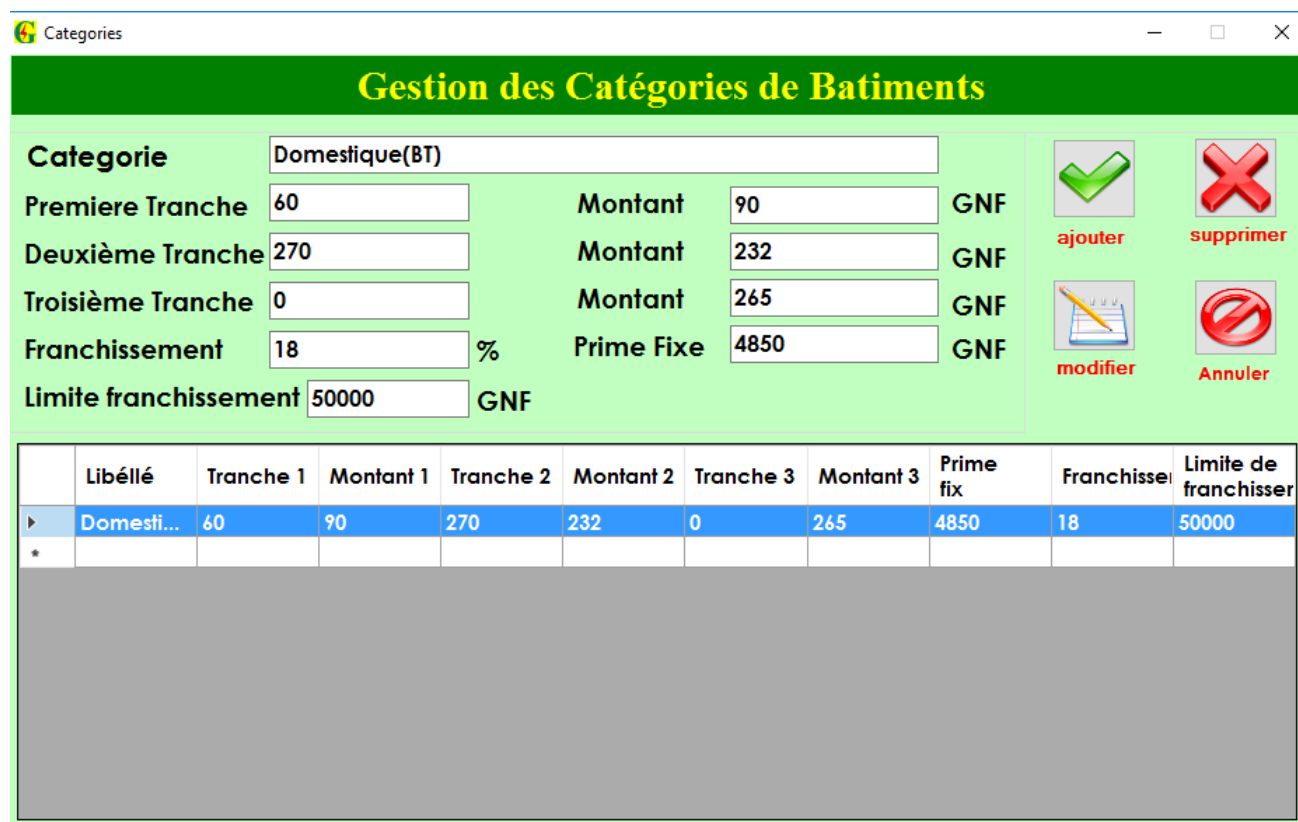 Categories
Gestion des Catégories de Batiments
Categorie Domestique(BT)
Premiere Tranche 60 Montant 90 GNF
Deuxième Tranche 270 Montant 232 GNF
Troisième Tranche 0 Montant 265 GNF
Franchissement 18 % Prime Fixe 4850 GNF
Limite franchissement 50000 GNF
ajouter supprimer
modifier Annuler
Libéllé Tranche 1 Montant 1 Tranche 2 Montant 2 Tranche 3 Montant 3 Prime fix Franchisser Limite de franchisser
Domesti... 60 90 270 232 0 265 4850 18 50000